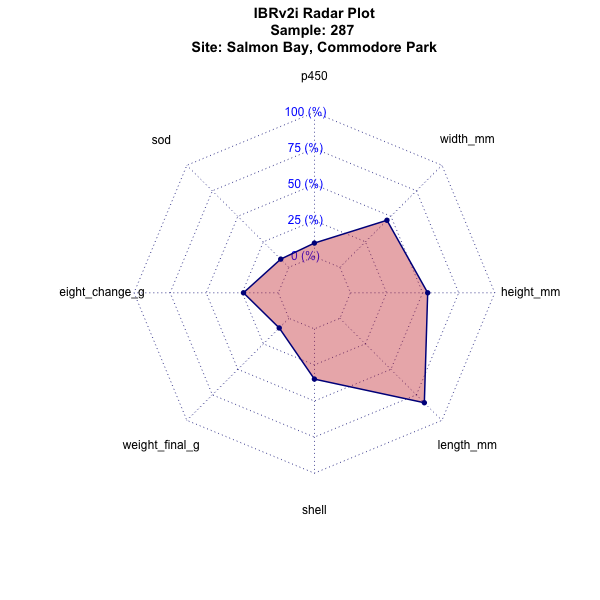 IBRv2i Radar Plot
Sample: 287
Site: Salmon Bay, Commodore Park
p450
100 (%)
sod
width_mm
75 (%)
50 (%)
25 (%)
0 (%)
eight_change_g
height_mm
weight_final_g
length_mm
shell